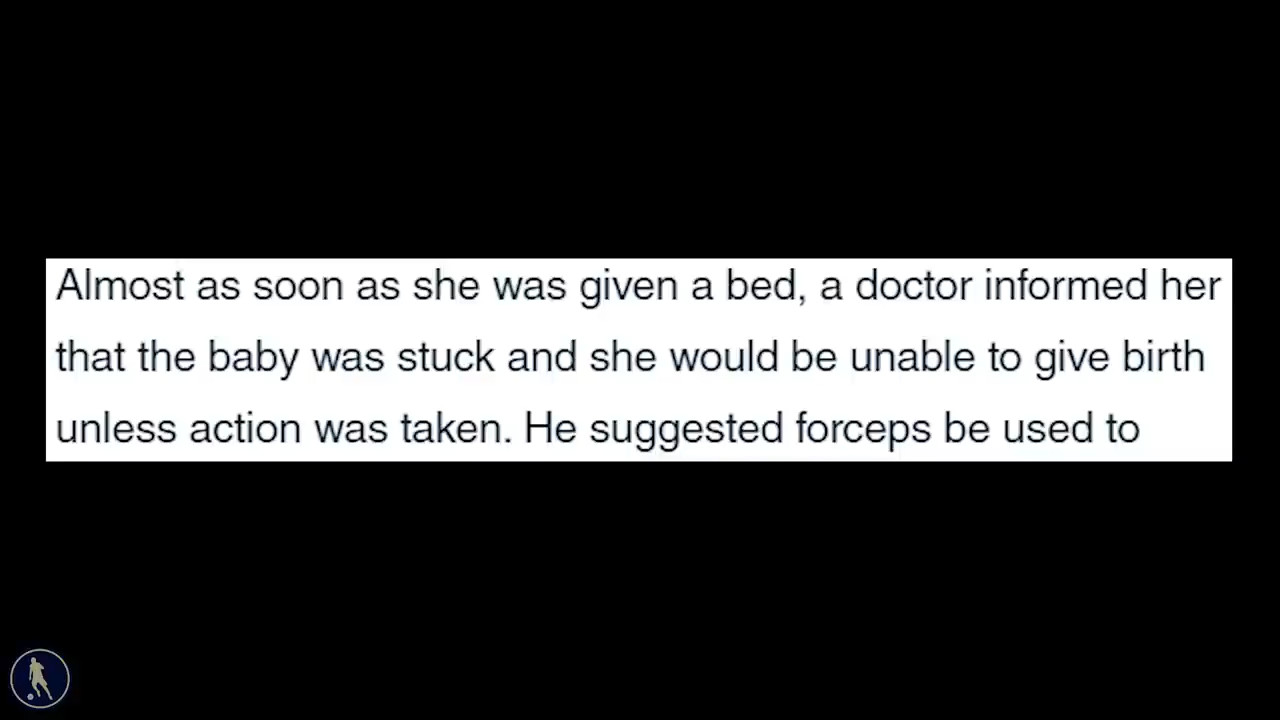 Almost as soon as she was given a bed, a doctor informed her
that the baby was stuck and she would be unable to give birth
unless action was taken. He suggested forceps be used to